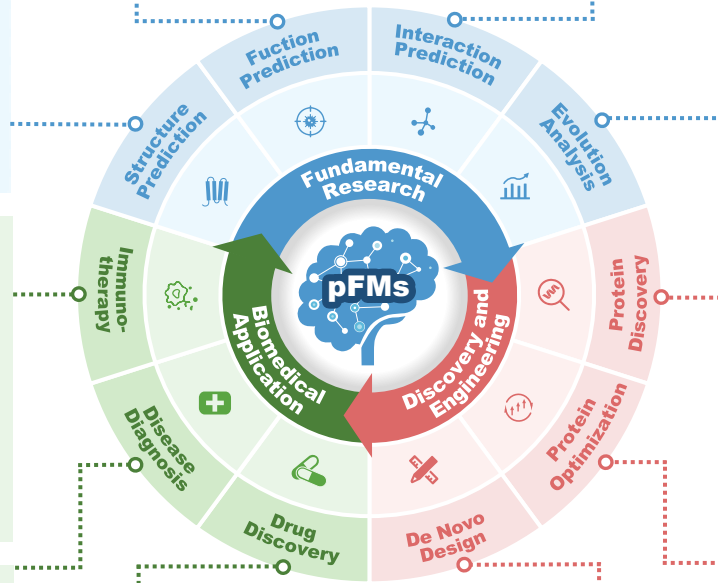 Fuction
Prediction
Interaction
Prediction
Evolution
Analysis
Structure
Prediction
Fundamental
Research
Immuno-
therapy
pFMs
Protein
Discovery
Biomedical
Application
Discovery and
Engineering
Disease
Diagnosis
Protein
Optimization
Drug
Discovery
De Novo
Design